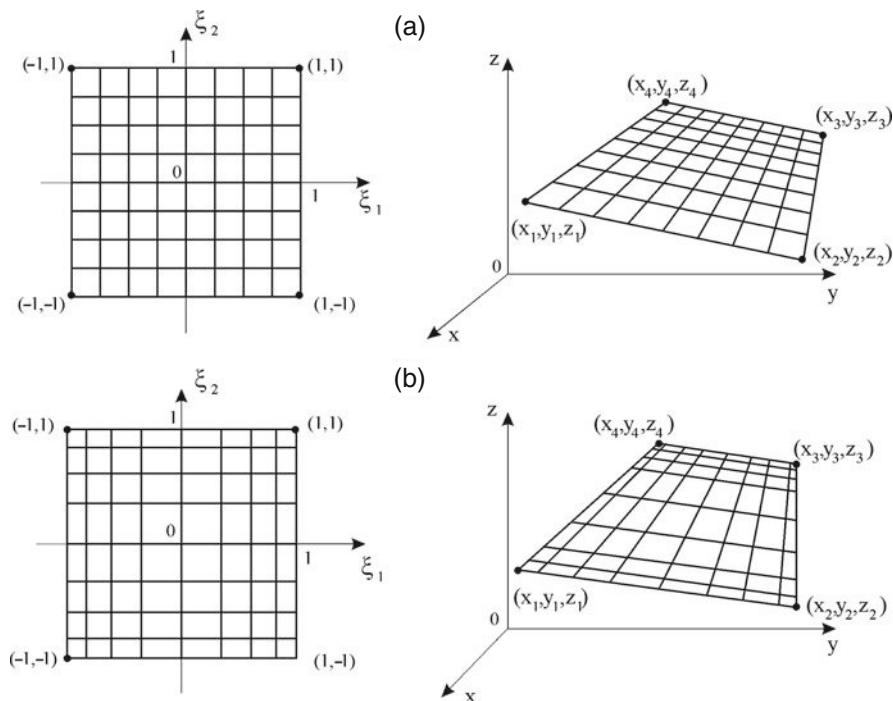 (a)
ξ₂
(-1,1) 1 (1,1)
0
1 ξ₁
(-1,-1) (1,-1)
z
(x₄,y₄,z₄)
(x₃,y₃,z₃)
(x₁,y₁,z₁)
(x₂,y₂,z₂)
0
y
x
(b)
ξ₂
(-1,1) 1 (1,1)
0
1 ξ₁
(-1,-1) (1,-1)
z
(x₄,y₄,z₄)
(x₃,y₃,z₃)
(x₁,y₁,z₁)
(x₂,y₂,z₂)
0
y
x